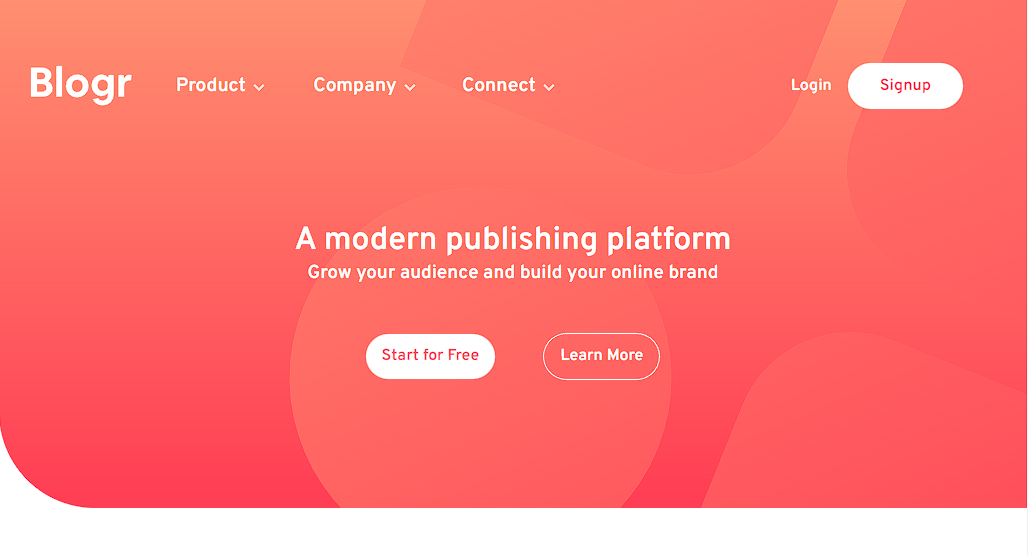 Blogr Product Company Connect Login Signup
A modern publishing platform
Grow your audience and build your online brand
Start for Free Learn More